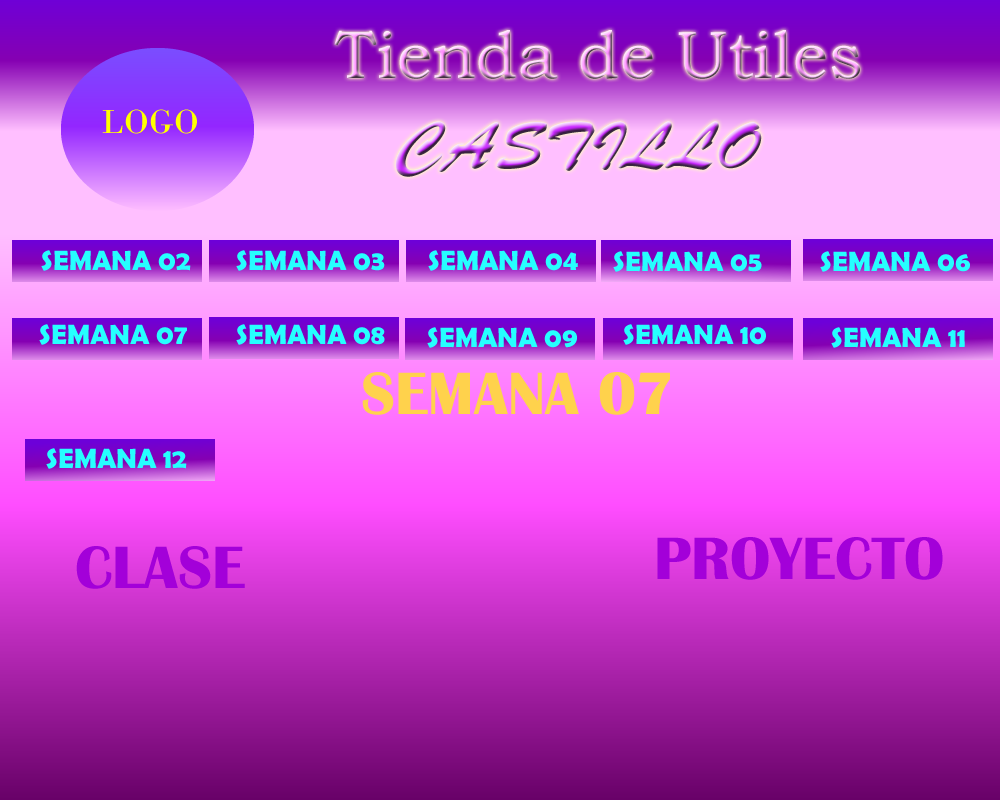 Tienda de Utiles
LOGO
CASTILLO
SEMANA 02
SEMANA 03
SEMANA 04
SEMANA 05
SEMANA 06
SEMANA 07
SEMANA 08
SEMANA 09
SEMANA 10
SEMANA 11
SEMANA 07
SEMANA 12
CLASE
PROYECTO